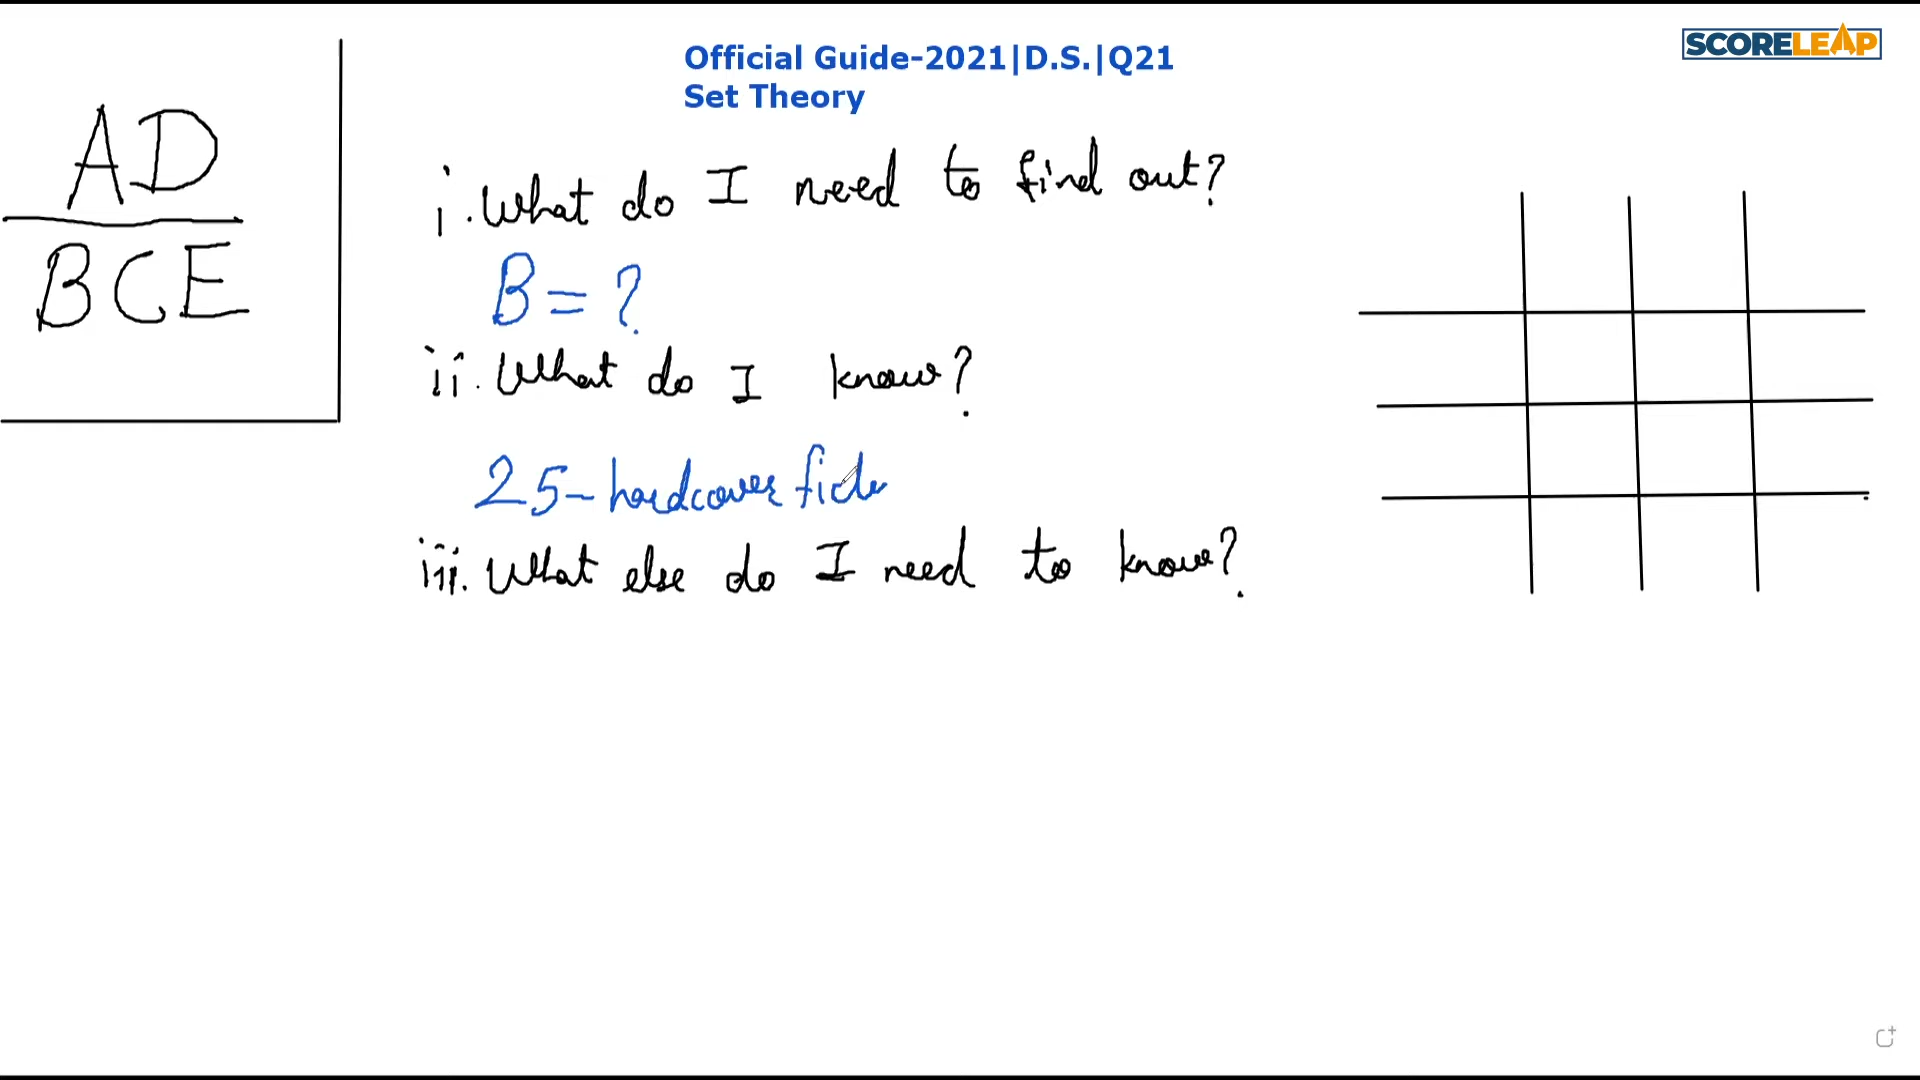 SCORELEAP
Official Guide-2021|D.S.|Q21
Set Theory
AD
BCE
i. What do I need to find out?
B = ?
ii. What do I know?
25- hardcover
iii. What else do I need to know?